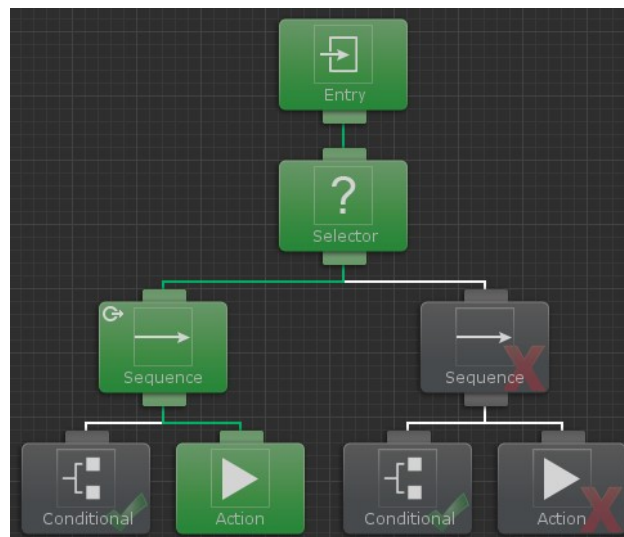 Entry
?
Selector
Sequence
Sequence
Conditional
Action
Conditional
Action